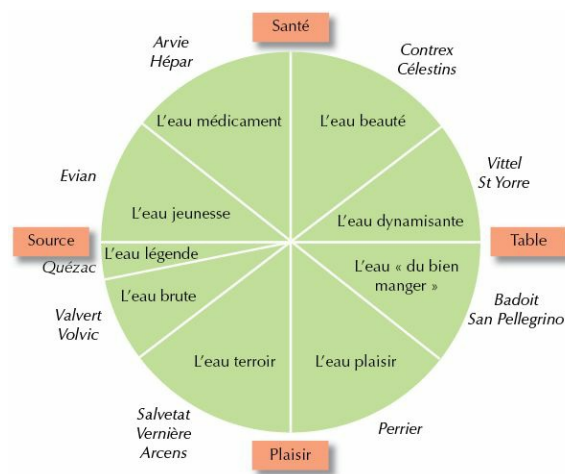 Santé
Arvie
Hépar
Contrex
Célestins
L'eau médicament
L'eau beauté
Evian
Vittel
St Yorre
L'eau jeunesse
L'eau dynamisante
Source
Table
L'eau légende
Quézac
L'eau « du bien
manger »
L'eau brute
Valvert
Volvic
Badoit
San Pellegrino
L'eau terroir
L'eau plaisir
Salvetat
Vernière
Arcens
Perrier
Plaisir